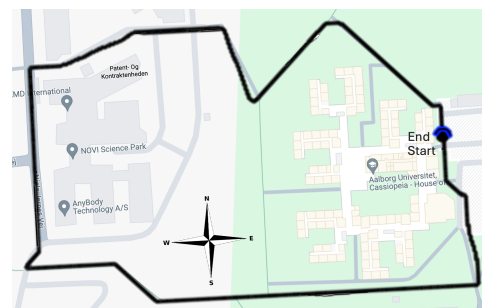 Patent- Og
Kontraktenheden
MD International
NOVI Science Park
End
Start
Aalborg Universitet,
Cassiopeia - House of
AnyBody
Technology A/S
N
W
E
S